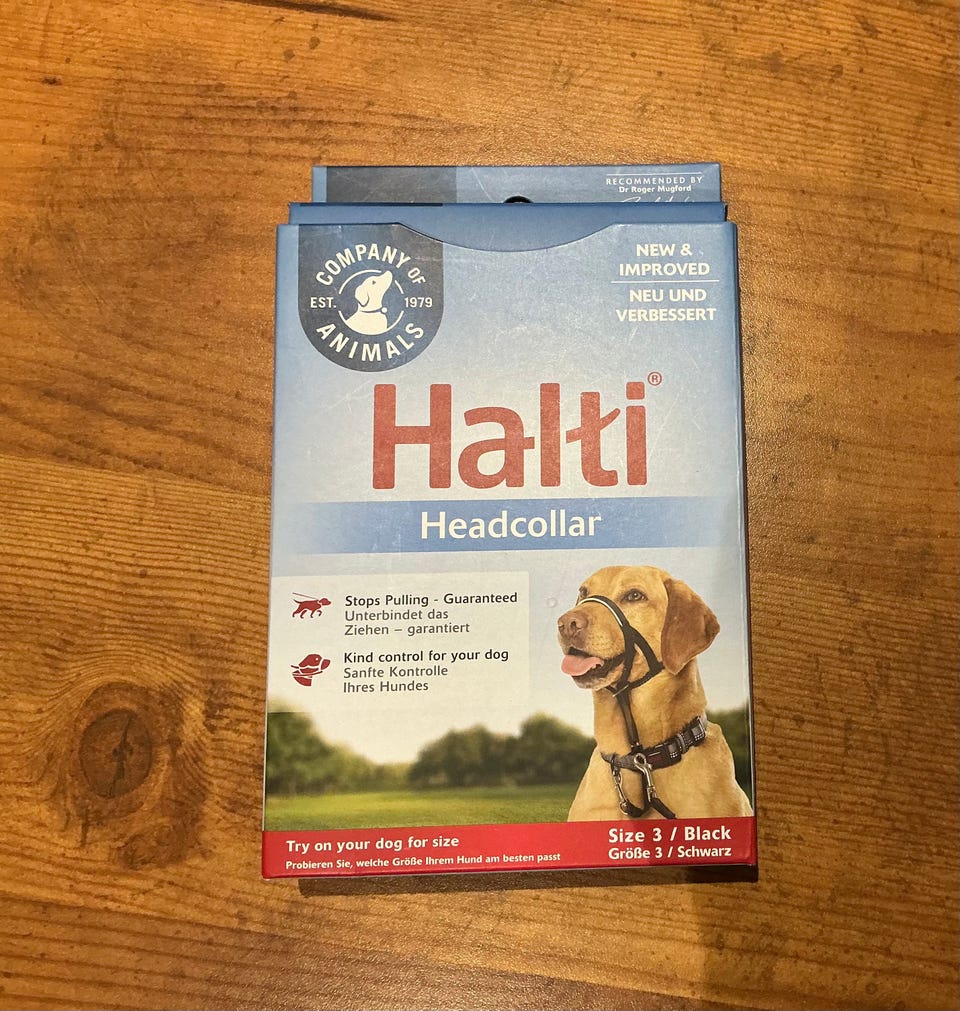 RECOMMENDED BY
Dr Roger Mugford
COMPANY OF
EST. 1979
ANIMALS
NEW &
IMPROVED
NEU UND
VERBESSERT
Halti®
Headcollar
Stops Pulling - Guaranteed
Unterbindet das
Ziehen – garantiert
Kind control for your dog
Sanfte Kontrolle
Ihres Hundes
Try on your dog for size
Probieren Sie, welche Größe Ihrem Hund am besten passt
Size 3 / Black
Größe 3 / Schwarz